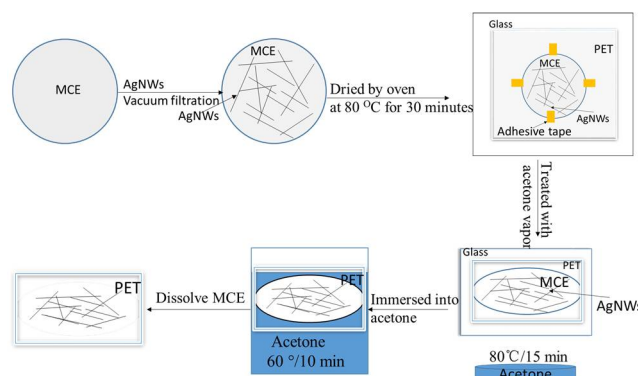 MCE
AgNWs
Vacuum filtration
AgNWs
MCE
Dried by oven
at 80 °C for 30 minutes
Glass
PET
MCE
AgNWs
Adhesive tape
Treated with
acetone vapor
Glass
PET
MCE
AgNWs
80℃/15 min
Acetone
Immersed into
acetone
PET
Acetone
60 °/10 min
Dissolve MCE
PET